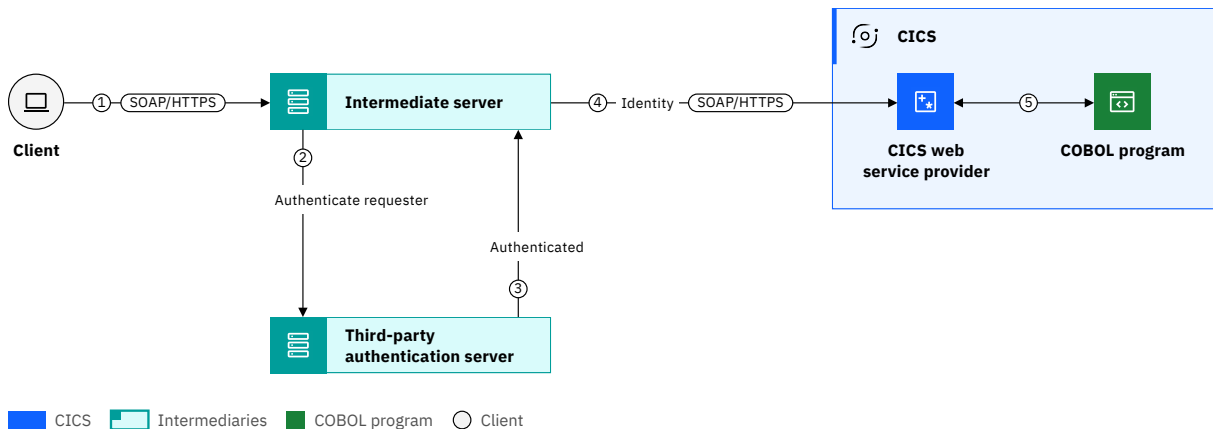 CICS
1
SOAP/HTTPS
Intermediate server
4
Identity
SOAP/HTTPS
5
Client
CICS web
service provider
COBOL program
2
Authenticate requester
Authenticated
3
Third-party
authentication server
CICS
Intermediaries
COBOL program
Client